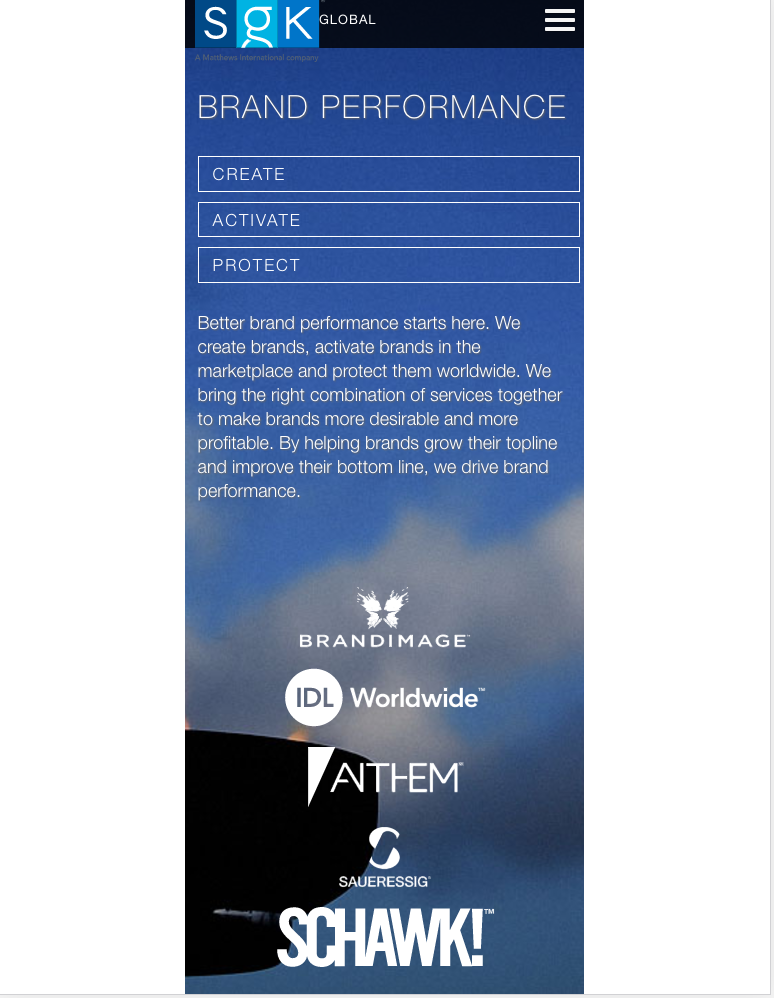 SgK
GLOBAL
A Matthews International company
BRAND PERFORMANCE
CREATE
ACTIVATE
PROTECT
Better brand performance starts here. We
create brands, activate brands in the
marketplace and protect them worldwide. We
bring the right combination of services together
to make brands more desirable and more
profitable. By helping brands grow their topline
and improve their bottom line, we drive brand
performance.
BRANDIMAGE™
IDL Worldwide™
ANTHEM®
SAUERESSIG®
SCHAWK!™